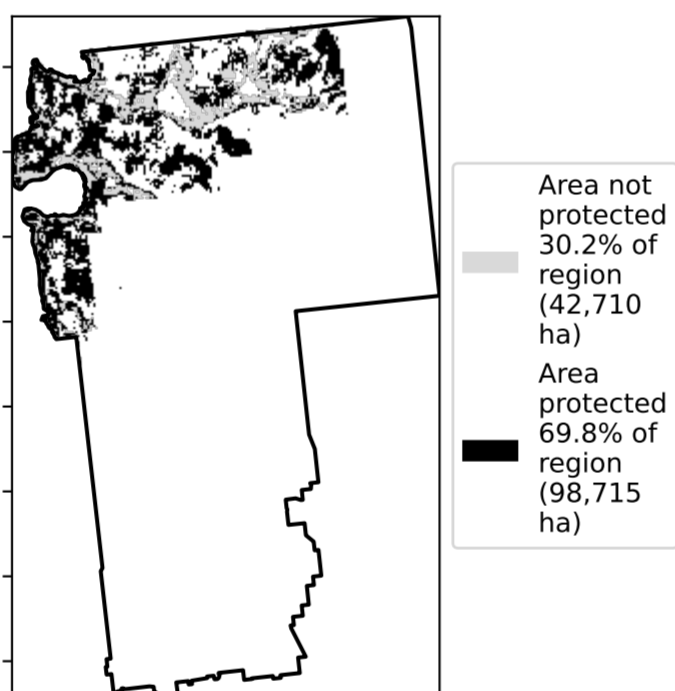 Area not
protected
30.2% of
region
(42,710
ha)
Area
protected
69.8% of
region
(98,715
ha)